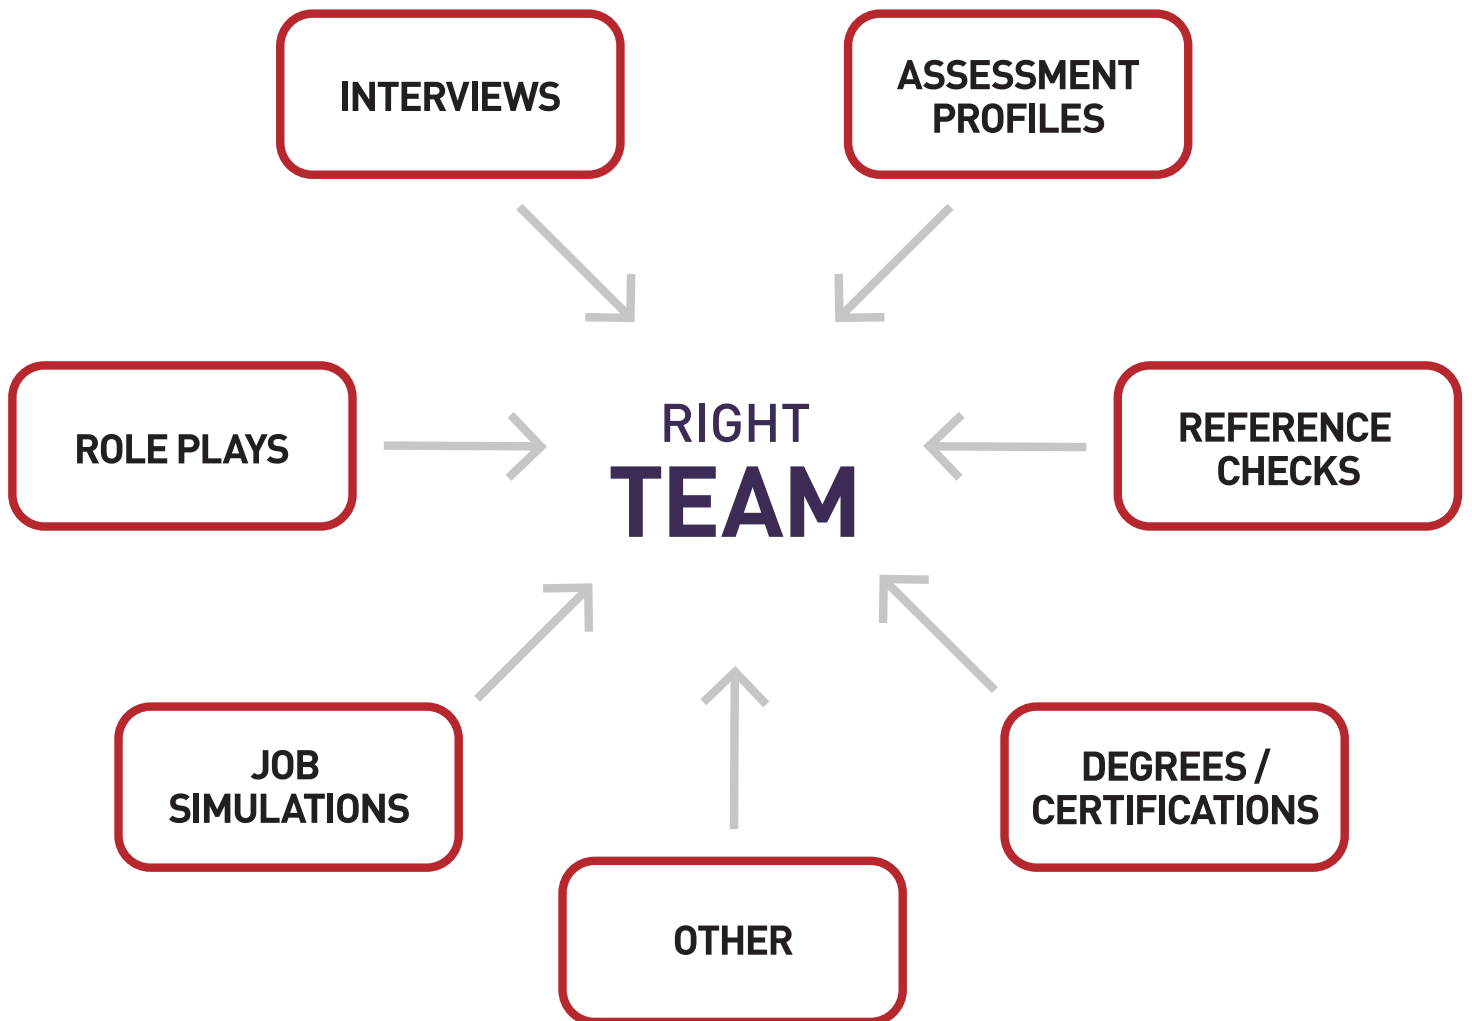 INTERVIEWS
ASSESSMENT
PROFILES
ROLE PLAYS
RIGHT
TEAM
REFERENCE
CHECKS
JOB
SIMULATIONS
DEGREES /
CERTIFICATIONS
OTHER